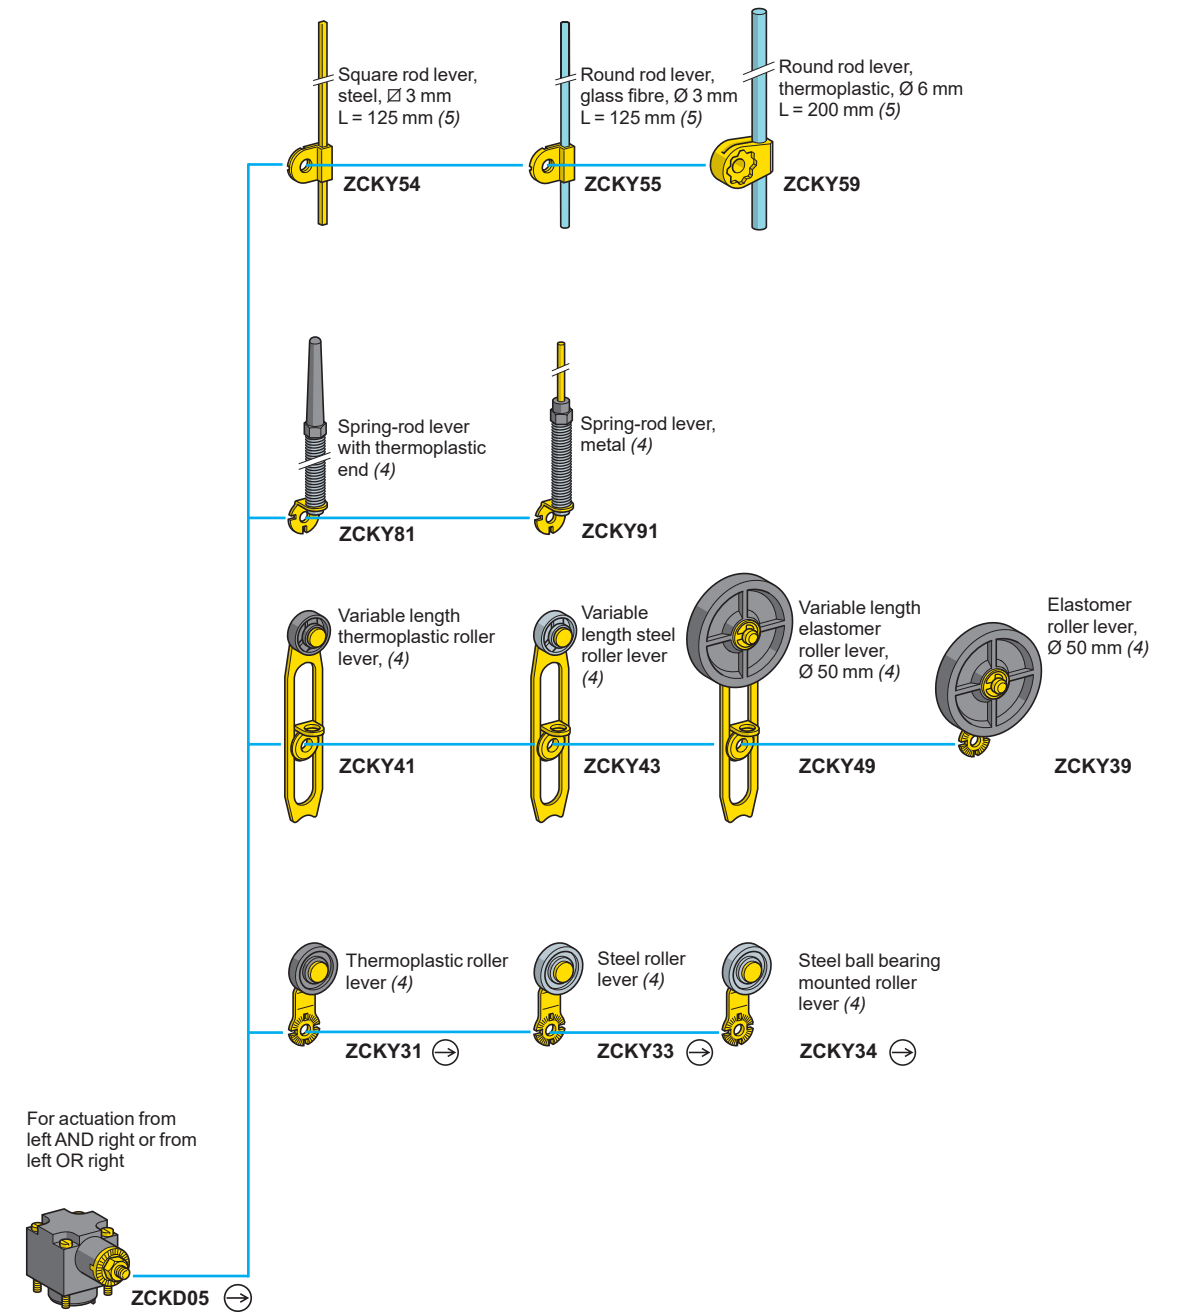 Square rod lever,
steel, ⌀ 3 mm
L = 125 mm (5)
ZCKY54
Round rod lever,
glass fibre, Ø 3 mm
L = 125 mm (5)
ZCKY55
Round rod lever,
thermoplastic, Ø 6 mm
L = 200 mm (5)
ZCKY59
Spring-rod lever
with thermoplastic
end (4)
ZCKY81
Spring-rod lever,
metal (4)
ZCKY91
Variable length
thermoplastic roller
lever, (4)
ZCKY41
Variable
length steel
roller lever
(4)
ZCKY43
Variable length
elastomer
roller lever,
Ø 50 mm (4)
ZCKY49
Elastomer
roller lever,
Ø 50 mm (4)
ZCKY39
Thermoplastic roller
lever (4)
ZCKY31
Steel roller
lever (4)
ZCKY33
Steel ball bearing
mounted roller
lever (4)
ZCKY34
For actuation from
left AND right or from
left OR right
ZCKD05